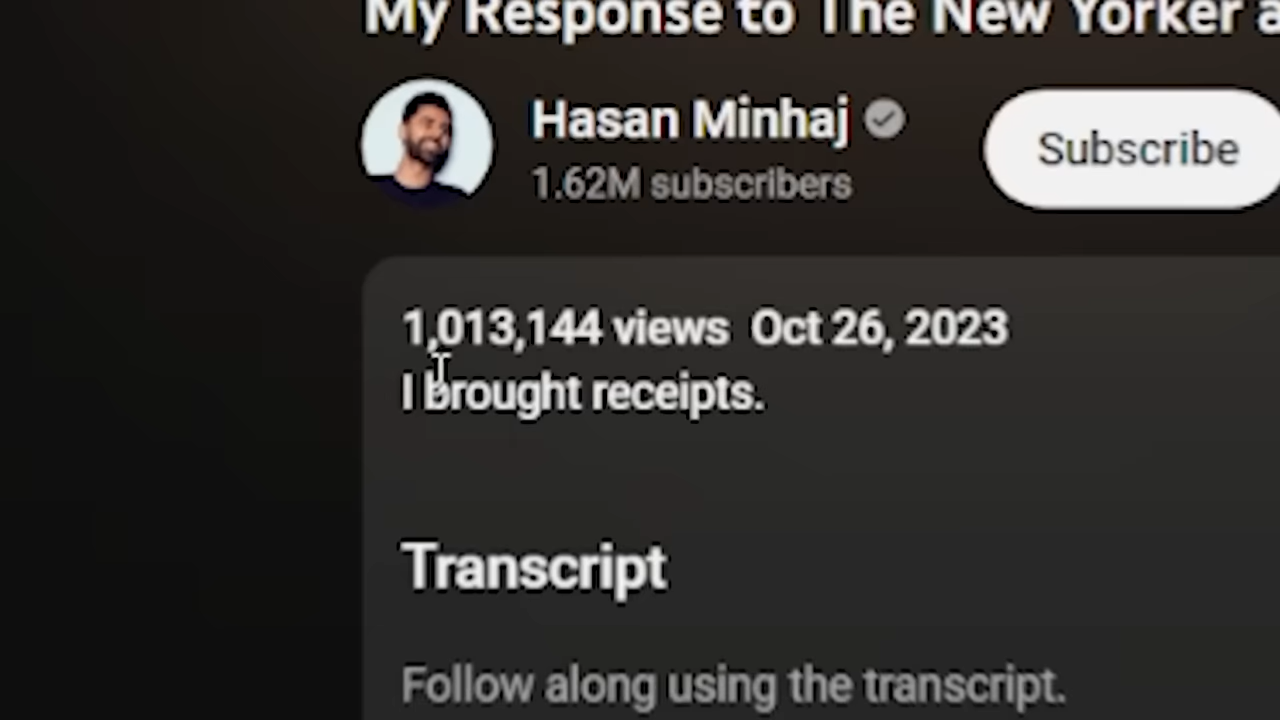 My Response to The New Yorker
Hasan Minhaj
1.62M subscribers
Subscribe
1,013,144 views Oct 26, 2023
I brought receipts.
Transcript
Follow along using the transcript.